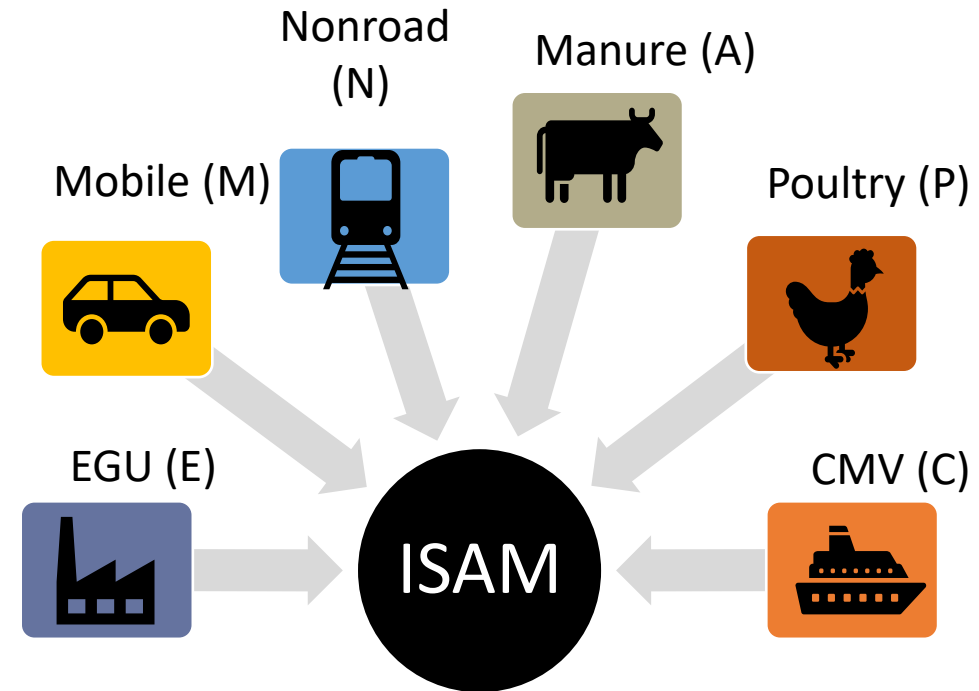 Nonroad
(N)
Manure (A)
Mobile (M)
Poultry (P)
EGU (E)
CMV (C)
ISAM